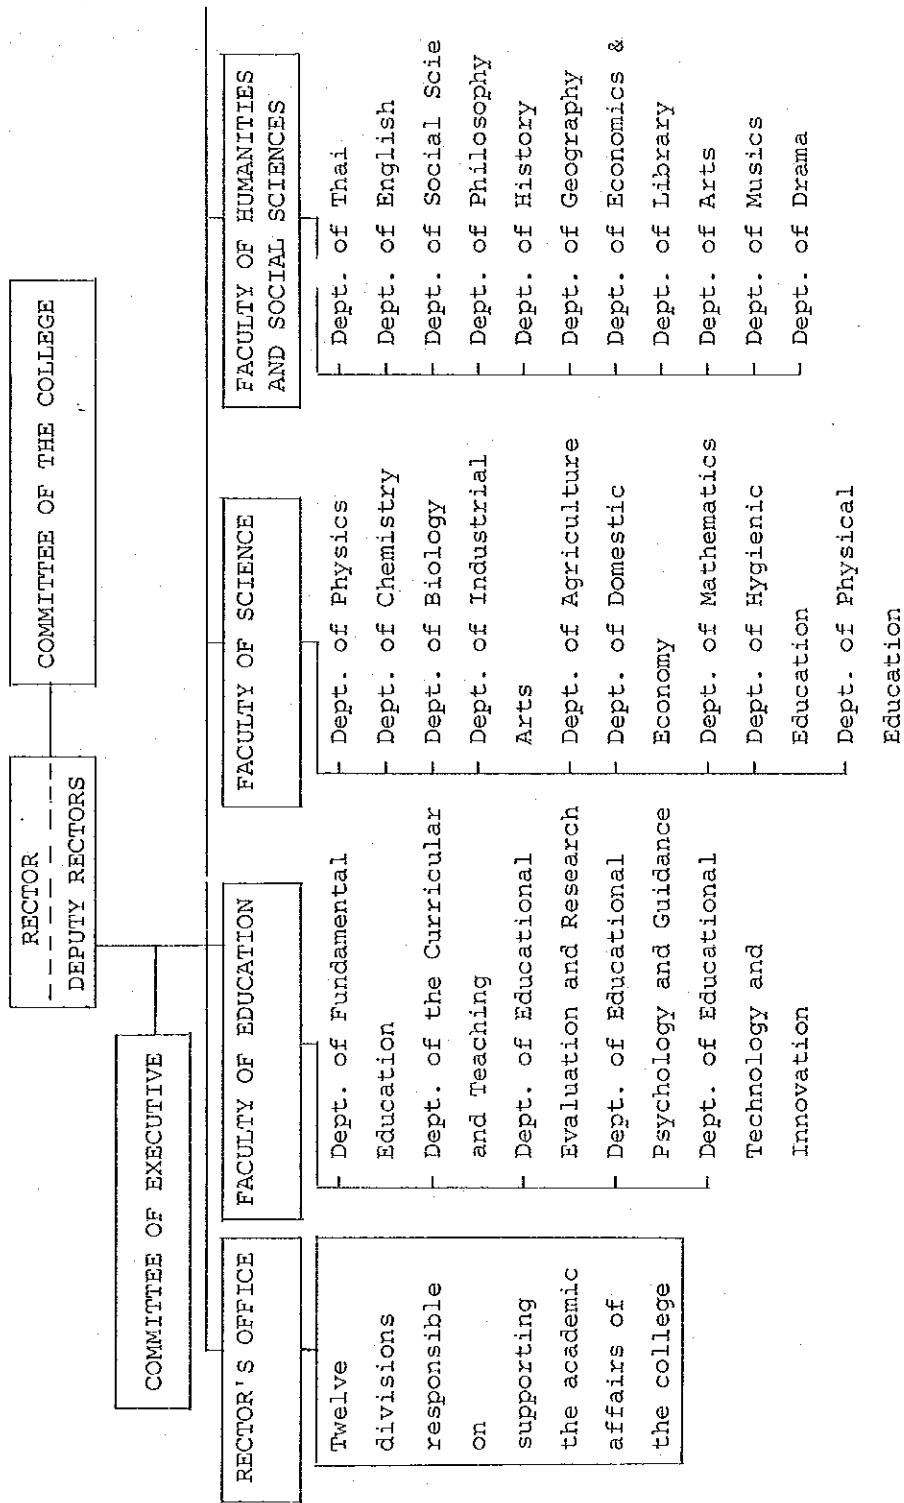 RECTOR
DEPUTY RECTORS
COMMITTEE OF THE COLLEGE
COMMITTEE OF EXECUTIVE
RECTOR'S OFFICE
Twelve
divisions
responsible
on
supporting
the academic
affairs of
the college
FACULTY OF EDUCATION
Dept. of Fundamental
Education
Dept. of the Curricular
and Teaching
Dept. of Educational
Evaluation and Research
Dept. of Educational
Psychology and Guidance
Dept. of Educational
Technology and
Innovation
FACULTY OF SCIENCE
Dept. of Physics
Dept. of Chemistry
Dept. of Biology
Dept. of Industrial
Arts
Dept. of Agriculture
Dept. of Domestic
Economy
Dept. of Mathematics
Dept. of Hygienic
Education
Dept. of Physical
Education
FACULTY OF HUMANITIES
AND SOCIAL SCIENCES
Dept. of Thai
Dept. of English
Dept. of Social Scie
Dept. of Philosophy
Dept. of History
Dept. of Geography
Dept. of Economics &
Dept. of Library
Dept. of Arts
Dept. of Musics
Dept. of Drama